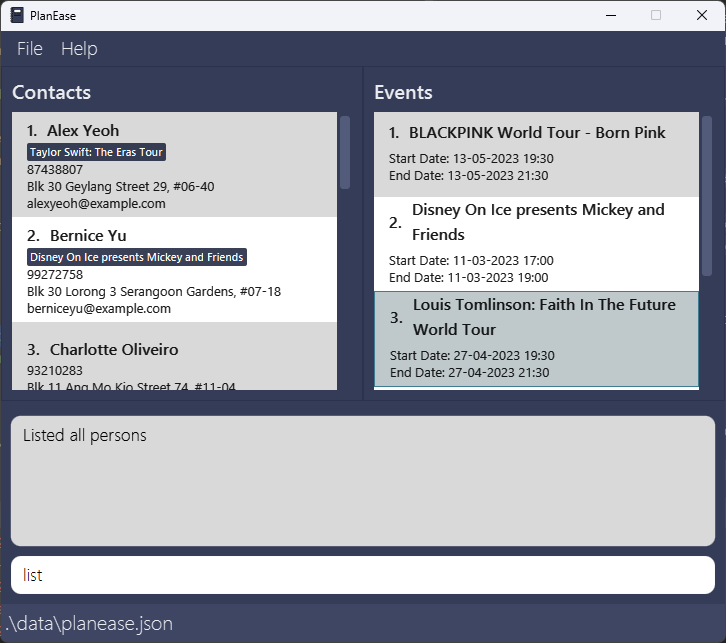 PlanEase
File Help
Contacts
1. Alex Yeoh
Taylor Swift: The Eras Tour
87438807
Blk 30 Geylang Street 29, #06-40
alexyeoh@example.com
2. Bernice Yu
Disney On Ice presents Mickey and Friends
99272758
Blk 30 Lorong 3 Serangoon Gardens, #07-18
berniceyu@example.com
3. Charlotte Oliveiro
93210283
Blk 11 Ang Mo Kio Street 74, #11-04
Events
1. BLACKPINK World Tour - Born Pink
Start Date: 13-05-2023 19:30
End Date: 13-05-2023 21:30
2. Disney On Ice presents Mickey and
Friends
Start Date: 11-03-2023 17:00
End Date: 11-03-2023 19:00
3. Louis Tomlinson: Faith In The Future
World Tour
Start Date: 27-04-2023 19:30
End Date: 27-04-2023 21:30
Listed all persons
list
.\data\planease.json